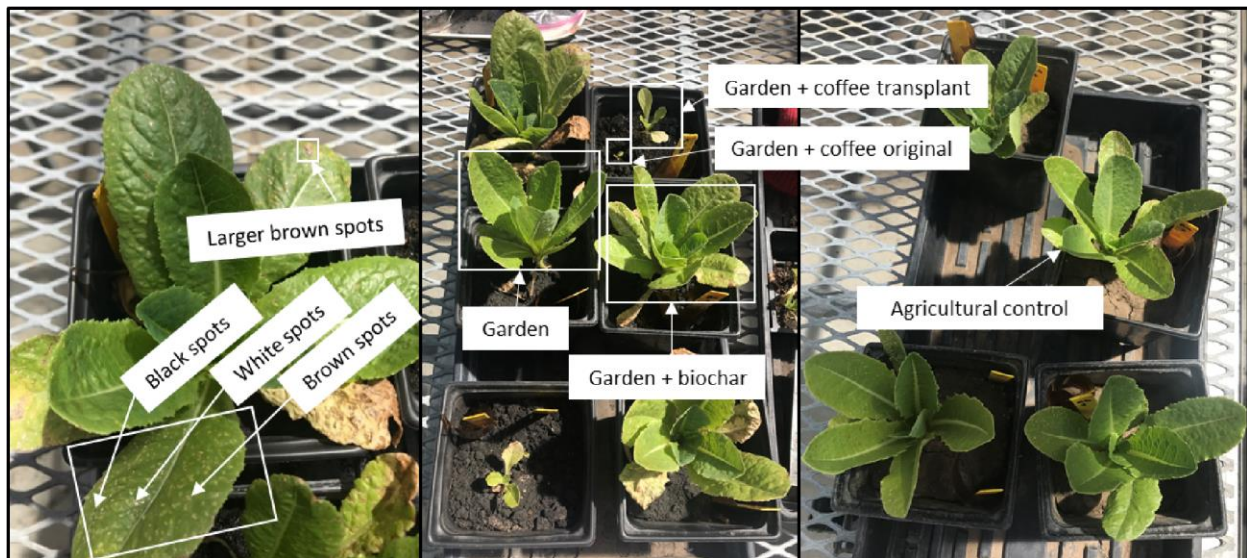 Larger brown spots
Black spots
White spots
Brown spots
Garden + coffee transplant
Garden + coffee original
Garden
Garden + biochar
Agricultural control